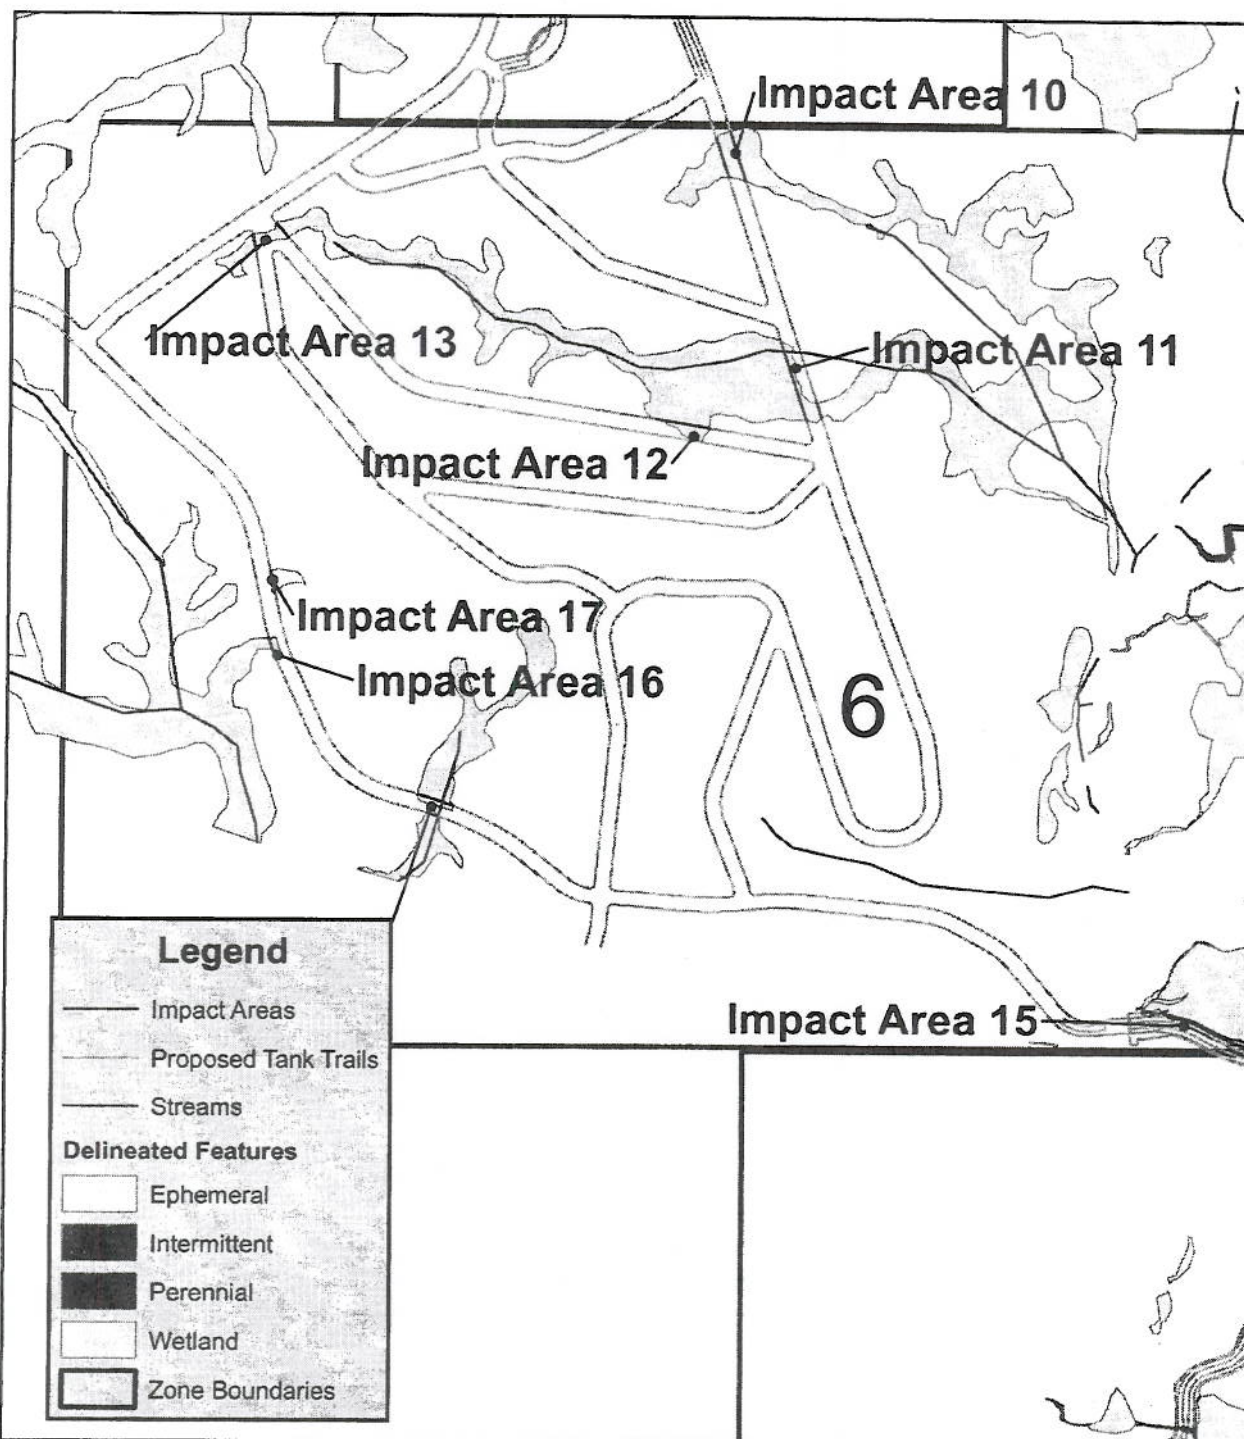 Impact Area 10
Impact Area 13
Impact Area 11
Impact Area 12
Impact Area 17
Impact Area 16
6
Impact Area 15
Legend
Impact Areas
Proposed Tank Trails
Streams
Delineated Features
Ephemeral
Intermittent
Perennial
Wetland
Zone Boundaries